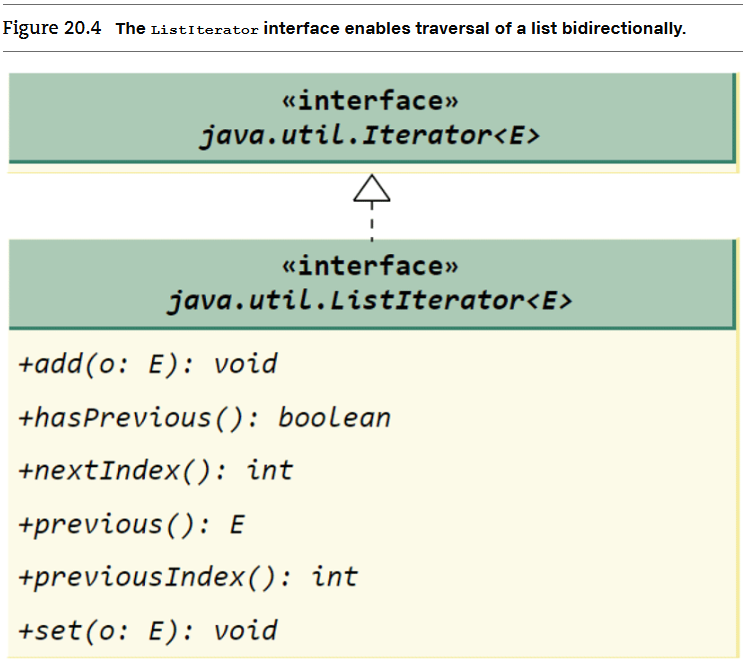 Figure 20.4 The ListIterator interface enables traversal of a list bidirectionally.
«interface»
java.util.Iterator<E>
«interface»
java.util.ListIterator<E>
+add(o: E): void
+hasPrevious(): boolean
+nextIndex(): int
+previous(): E
+previousIndex(): int
+set(o: E): void